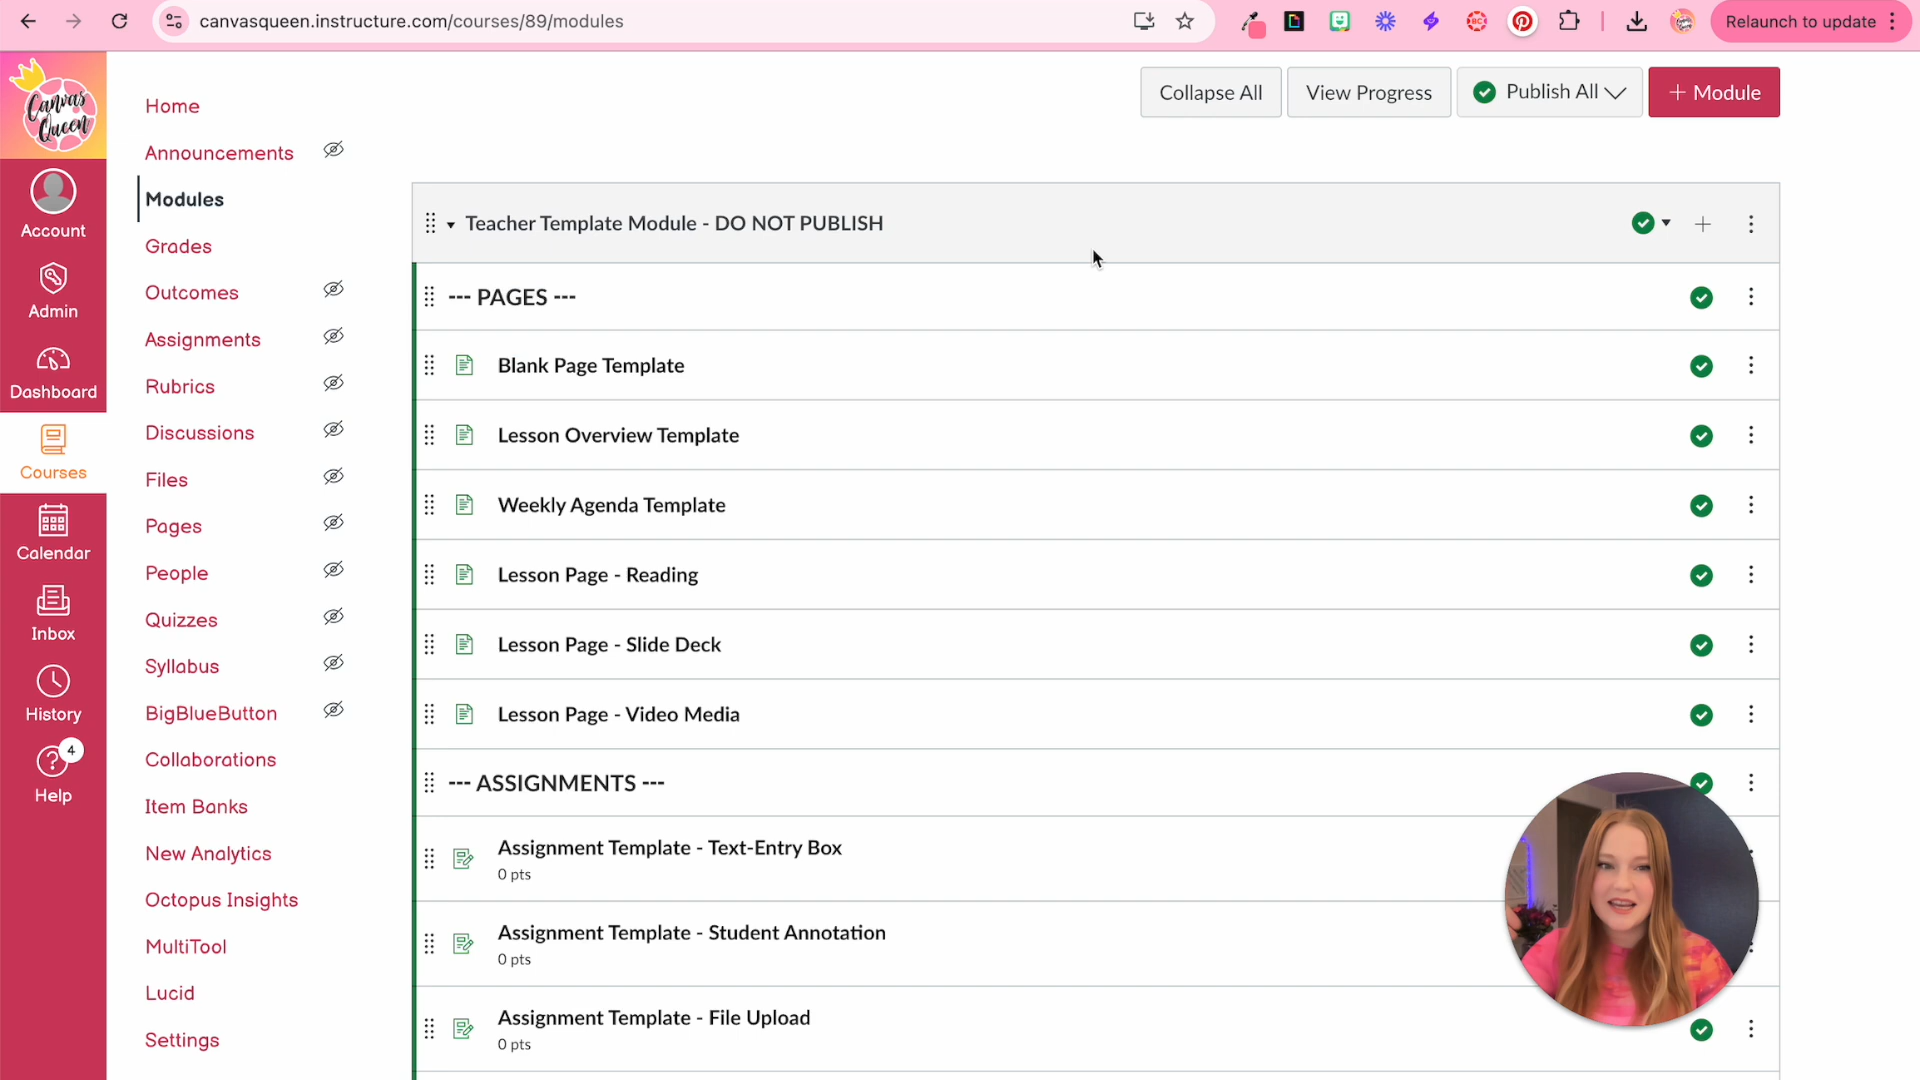 canvasqueen.instructure.com/courses/89/modules
Relaunch to update
Canvas
Queen
Account
Admin
Dashboard
Courses
Calendar
Inbox
History
4
Help
Home
Announcements
Modules
Grades
Outcomes
Assignments
Rubrics
Discussions
Files
Pages
People
Quizzes
Syllabus
BigBlueButton
Collaborations
Item Banks
New Analytics
Octopus Insights
MultiTool
Lucid
Settings
Collapse All
View Progress
Publish All
+ Module
Teacher Template Module - DO NOT PUBLISH
--- PAGES ---
Blank Page Template
Lesson Overview Template
Weekly Agenda Template
Lesson Page - Reading
Lesson Page - Slide Deck
Lesson Page - Video Media
--- ASSIGNMENTS ---
Assignment Template - Text-Entry Box
0 pts
Assignment Template - Student Annotation
0 pts
Assignment Template - File Upload
0 pts